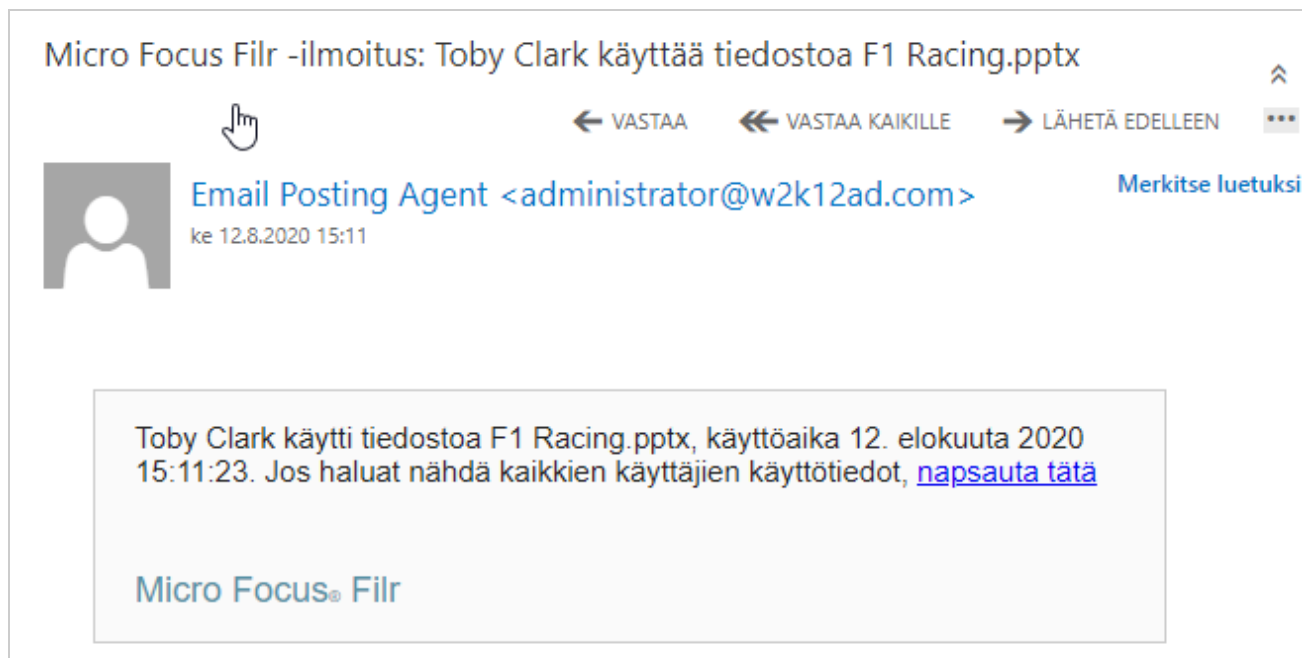 Micro Focus Filr -ilmoitus: Toby Clark käyttää tiedostoa F1 Racing.pptx
VASTAA VASTAA KAIKILLE LÄHETÄ EDELLEEN
Email Posting Agent <administrator@w2k12ad.com> Merkitse luetuksi
ke 12.8.2020 15:11
Toby Clark käytti tiedostoa F1 Racing.pptx, käyttöaika 12. elokuuta 2020
15:11:23. Jos haluat nähdä kaikkien käyttäjien käyttötiedot, napsauta tätä
Micro Focus® Filr